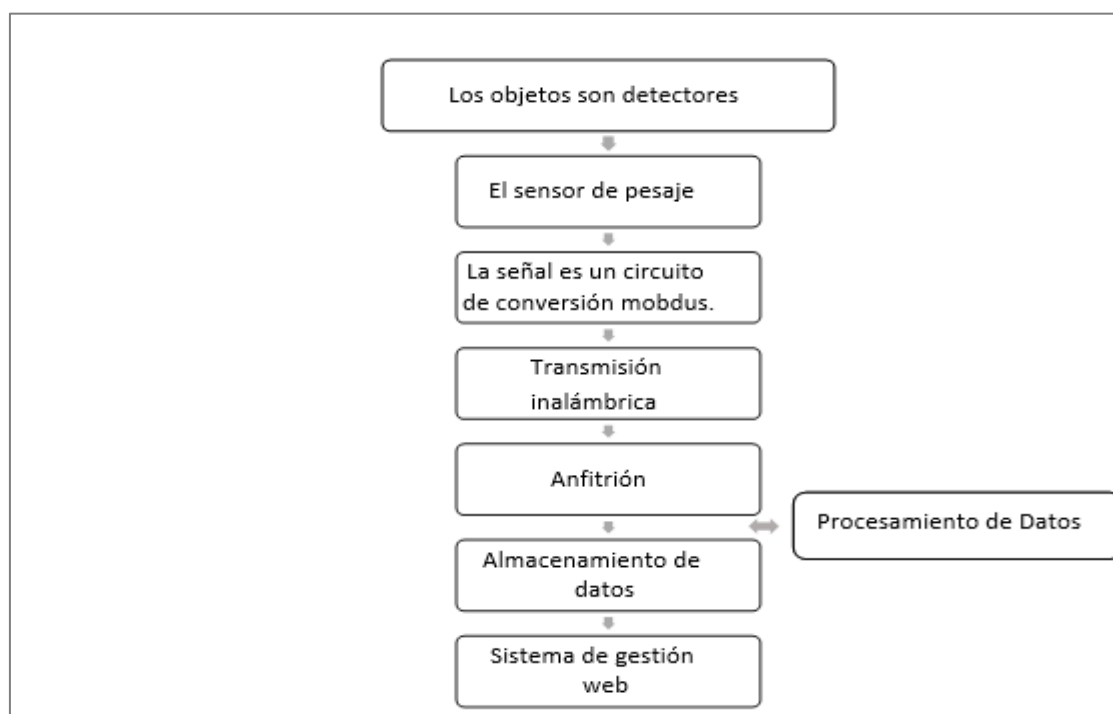 Los objetos son detectores
El sensor de pesaje
La señal es un circuito
de conversión mobdus.
Transmisión
inalámbrica
Anfitrión
Procesamiento de Datos
Almacenamiento de
datos
Sistema de gestión
web